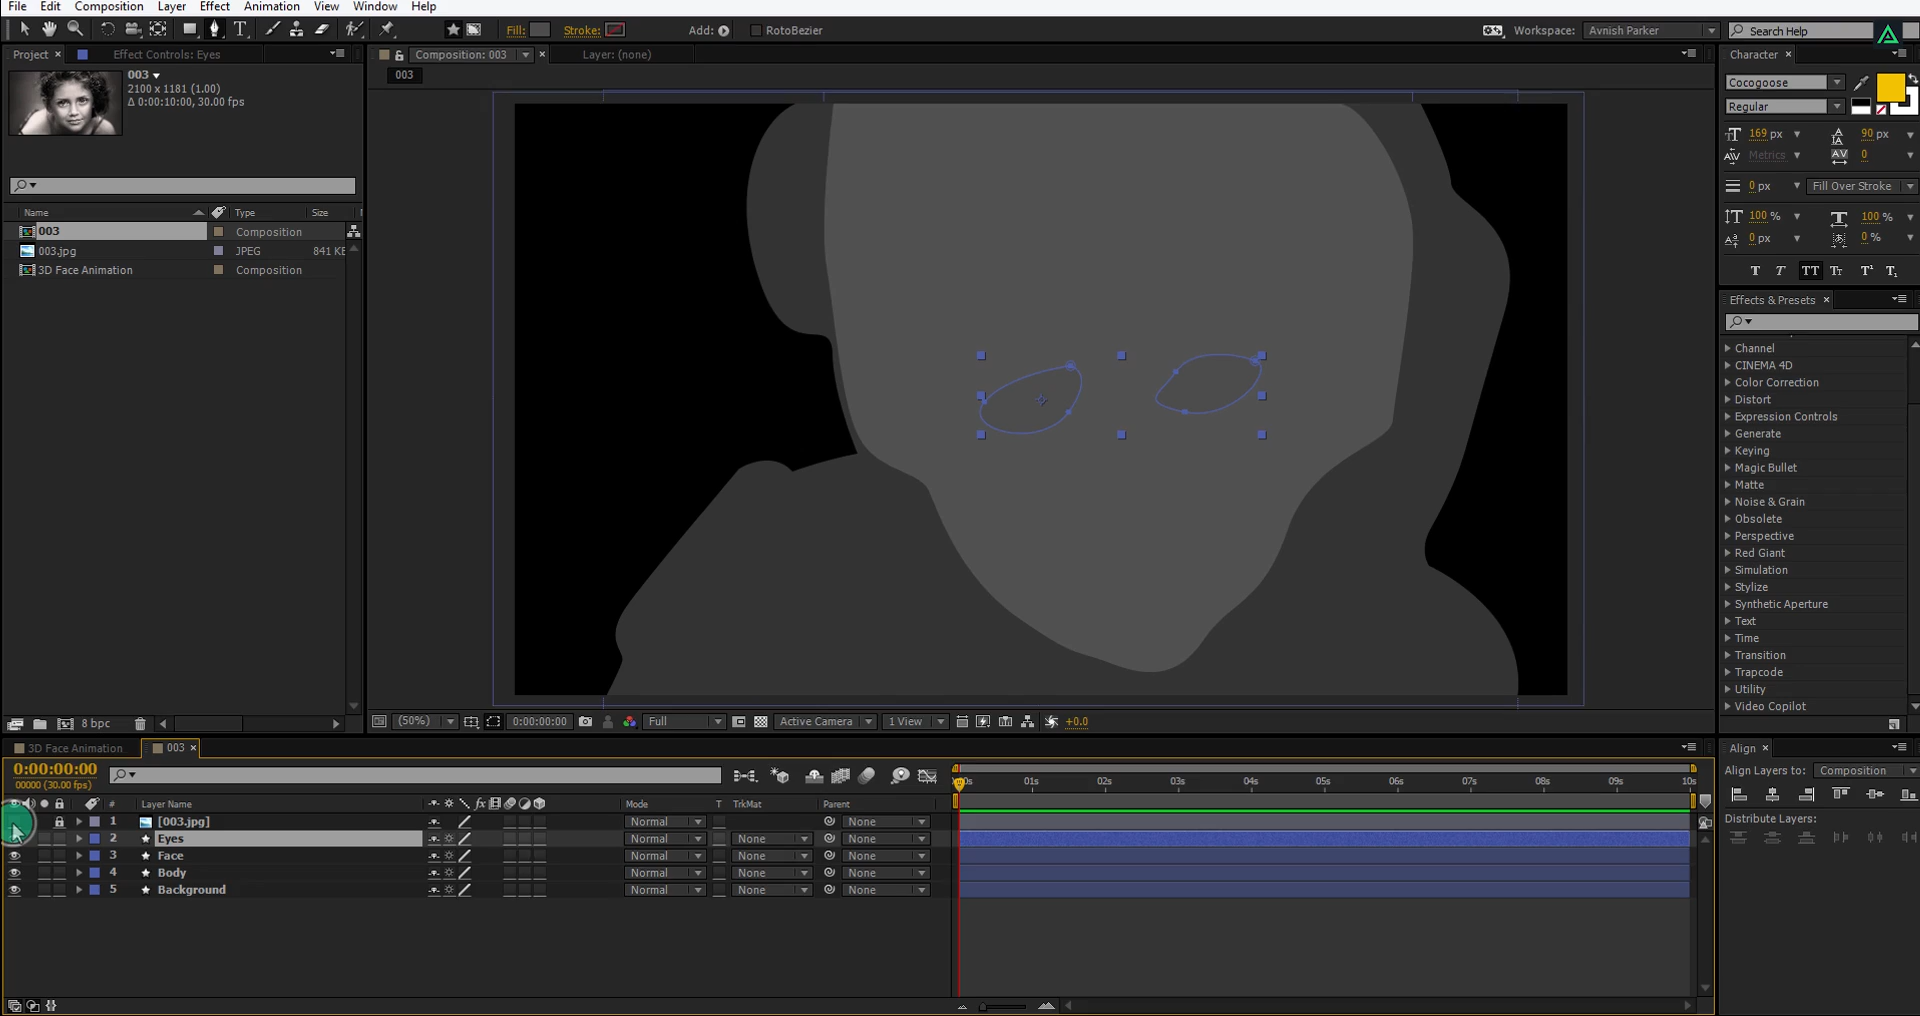 File Edit Composition Layer Effect Animation View Window Help
Fill: Stroke: Add: RotoBezier Workspace: Avnish Parker Search Help
Project Effect Controls: Eyes Composition: 003 Layer: (none) Character
003
2100 x 1181 (1.00)
Δ 0:00:10:00, 30.00 fps
003
Cocogoose
Regular
169 px 90 px
Metrics 0
0 px Fill Over Stroke
100 % 100 %
0 px 0 %
T T TT Tt T¹ T₁
Name Type Size
003 Composition
003.jpg JPEG 841 KE
3D Face Animation Composition
Effects & Presets
Channel
CINEMA 4D
Color Correction
Distort
Expression Controls
Generate
Keying
Magic Bullet
Matte
Noise & Grain
Obsolete
Perspective
Red Giant
Simulation
Stylize
Synthetic Aperture
Text
Time
Transition
Trapcode
Utility
Video Copilot
8 bpc (50%) 0:00:00:00 Full Active Camera 1 View +0.0
3D Face Animation 003 Align
0:00:00:00
00000 (30.00 fps)
01s 02s 03s 04s 05s 06s 07s 08s 09s 10s
Align Layers to: Composition
# Layer Name fx Mode T TrkMat Parent
1 [003.jpg] Normal None
2 Eyes Normal None None
3 Face Normal None None
4 Body Normal None None
5 Background Normal None None
Distribute Layers: